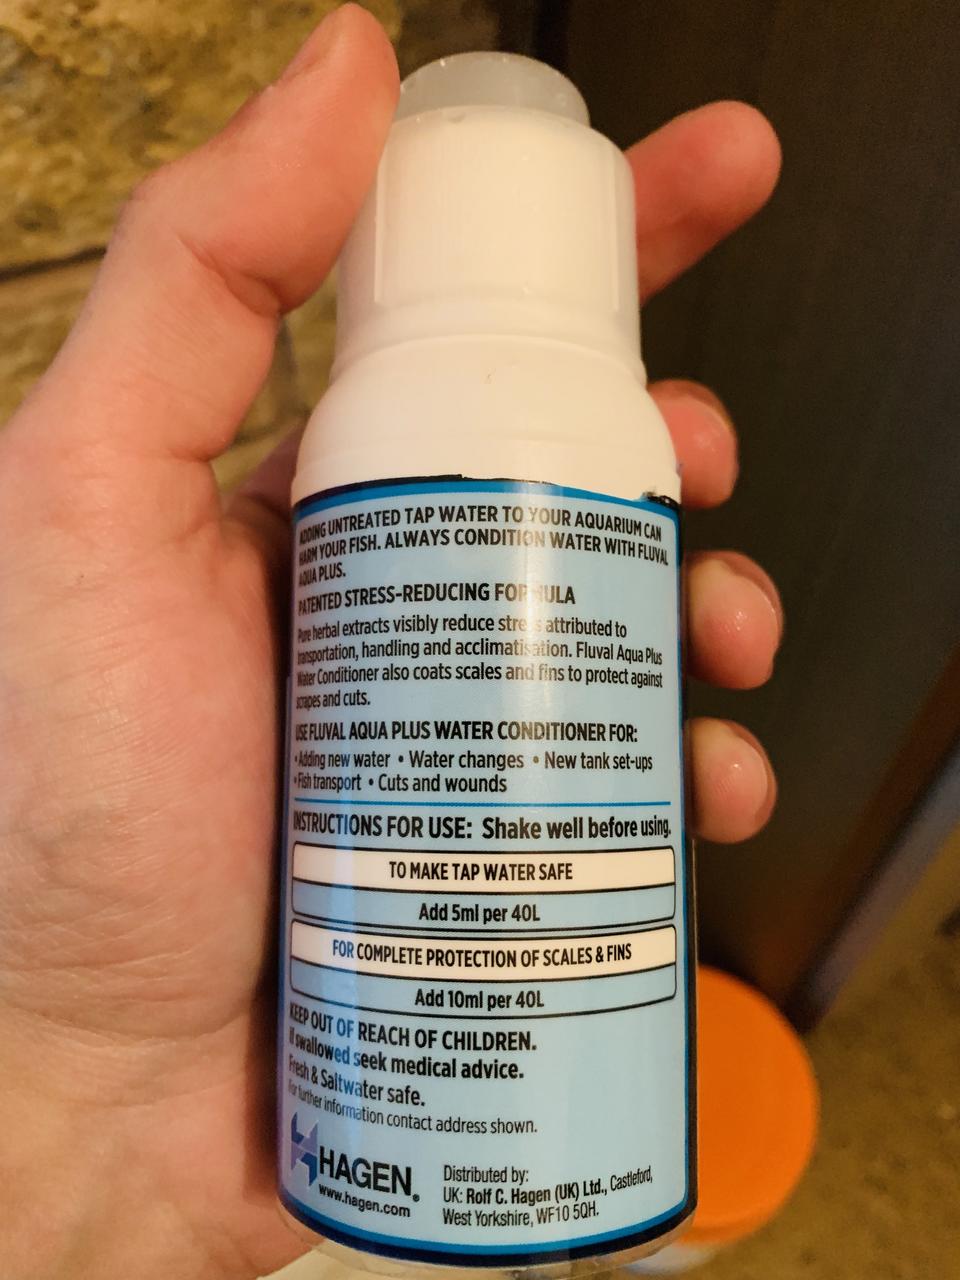 ADDING UNTREATED TAP WATER TO YOUR AQUARIUM CAN
HARM YOUR FISH. ALWAYS CONDITION WATER WITH FLUVAL
AQUA PLUS.
PATENTED STRESS-REDUCING FORMULA
Pure herbal extracts visibly reduce stress attributed to
transportation, handling and acclimatisation. Fluval Aqua Plus
Water Conditioner also coats scales and fins to protect against
scrapes and cuts.
USE FLUVAL AQUA PLUS WATER CONDITIONER FOR:
• Adding new water • Water changes • New tank set-ups
• Fish transport • Cuts and wounds
INSTRUCTIONS FOR USE: Shake well before using.
TO MAKE TAP WATER SAFE
Add 5ml per 40L
FOR COMPLETE PROTECTION OF SCALES & FINS
Add 10ml per 40L
KEEP OUT OF REACH OF CHILDREN.
If swallowed seek medical advice.
Fresh & Saltwater safe.
For further information contact address shown.
HAGEN®
www.hagen.com
Distributed by:
UK: Rolf C. Hagen (UK) Ltd., Castleford,
West Yorkshire, WF10 5QH.